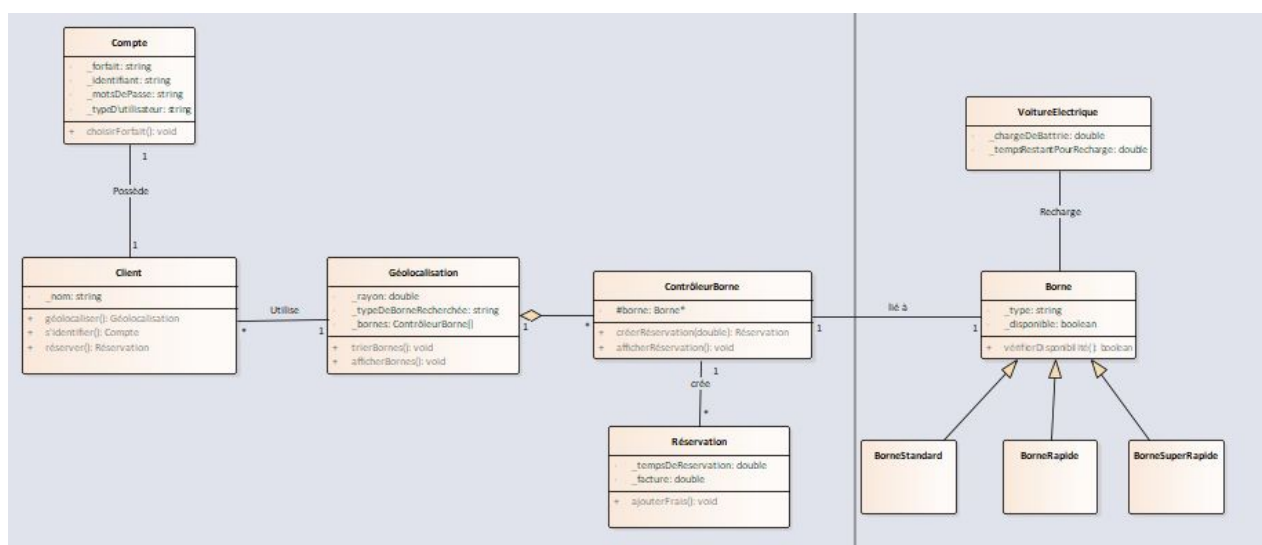 Compte
_forfait: string
_identifiant: string
_motsDePasse: string
_typeD'utilisateur: string
+ choisirForfait(): void
1
Possède
1
Client
_nom: string
+ géolocaliser(): Géolocalisation
+ s'identifier(): Compte
+ réserver(): Réservation
Utilise
*
1
Géolocalisation
_rayon: double
_typeDeBorneRecherchée: string
_bornes: ContrôleurBorne[]
+ trierBornes(): void
+ afficherBornes(): void
1
*
ContrôleurBorne
#borne: Borne*
+ créerRéservation(double): Réservation
+ afficherRéservation(): void
1
crée
*
Réservation
_tempsDeReservation: double
_facture: double
+ ajouterFrais(): void
lié à
1
1
VoitureElectrique
_chargeDeBattrie: double
_tempsRestantPourRecharge: double
Recharge
Borne
_type: string
_disponible: boolean
+ vérifierDisponibilité(): boolean
BorneStandard
BorneRapide
BorneSuperRapide